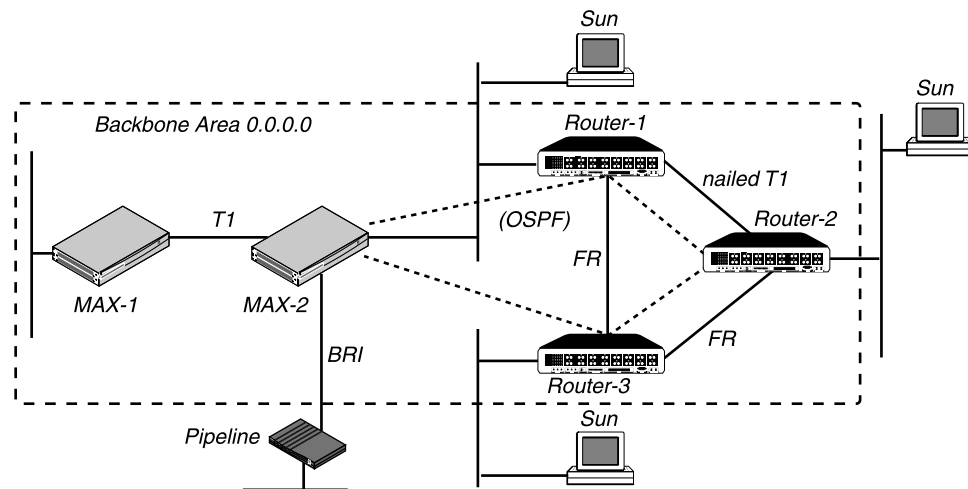 Sun
Sun
Backbone Area 0.0.0.0
Router-1
nailed T1
T1
(OSPF)
Router-2
FR
MAX-1
MAX-2
BRI
FR
Router-3
Sun
Pipeline